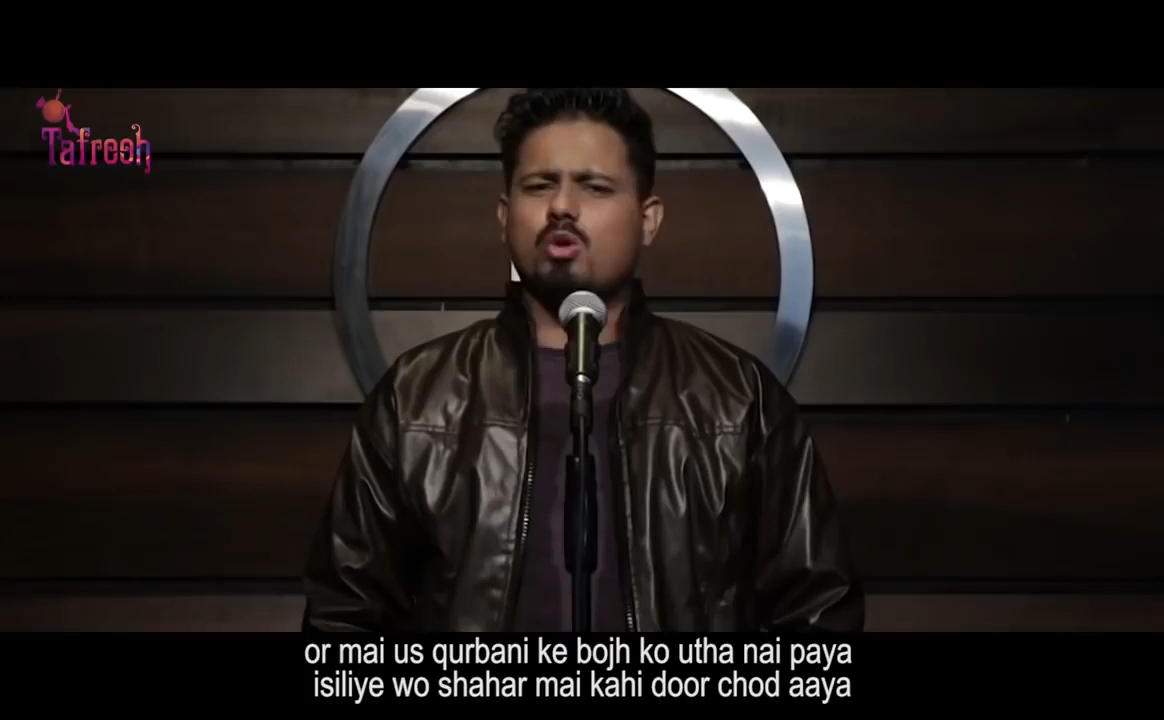 Tafreeh
or mai us qurbani ke bojh ko utha nai paya
isiliye wo shahar mai kahi door chod aaya